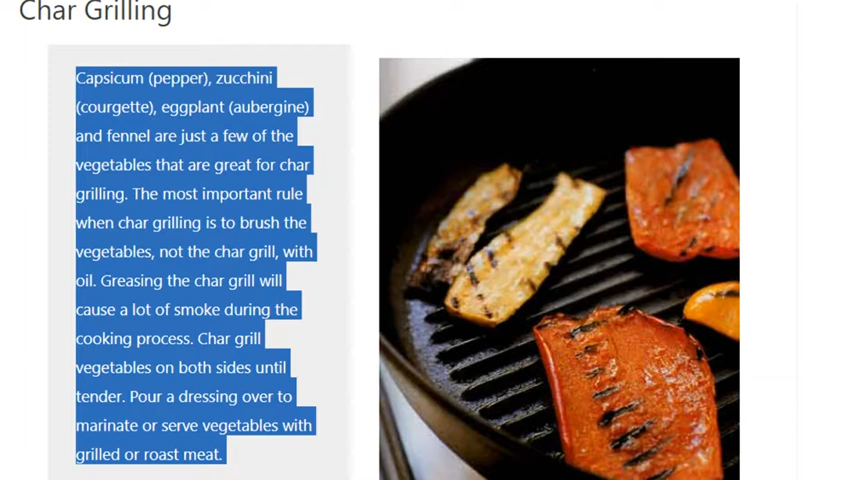 Char Grilling
Capsicum (pepper), zucchini
(courgette), eggplant (aubergine)
and fennel are just a few of the
vegetables that are great for char
grilling. The most important rule
when char grilling is to brush the
vegetables, not the char grill, with
oil. Greasing the char grill will
cause a lot of smoke during the
cooking process. Char grill
vegetables on both sides until
tender. Pour a dressing over to
marinate or serve vegetables with
grilled or roast meat.